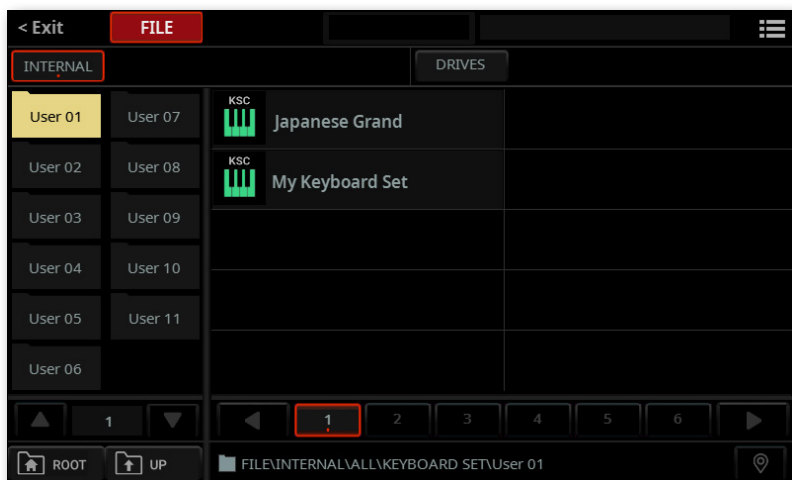 < Exit FILE
INTERNAL DRIVES
User 01 User 07 KSC Japanese Grand
User 02 User 08 KSC My Keyboard Set
User 03 User 09
User 04 User 10
User 05 User 11
User 06
1 1 2 3 4 5 6
ROOT UP FILE\INTERNAL\ALL\KEYBOARD SET\User 01